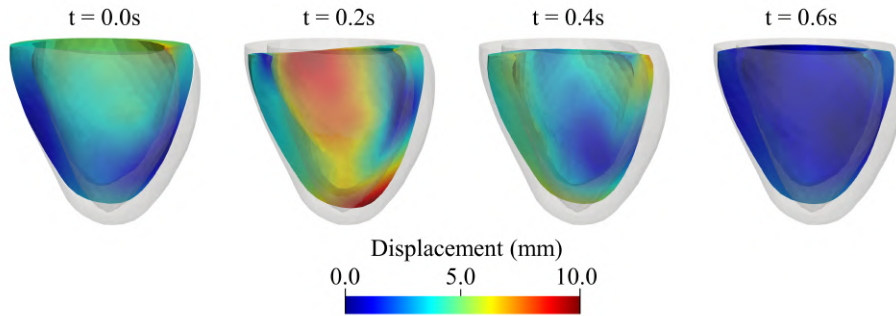 t = 0.0s t = 0.2s t = 0.4s t = 0.6s
Displacement (mm)
0.0 5.0 10.0